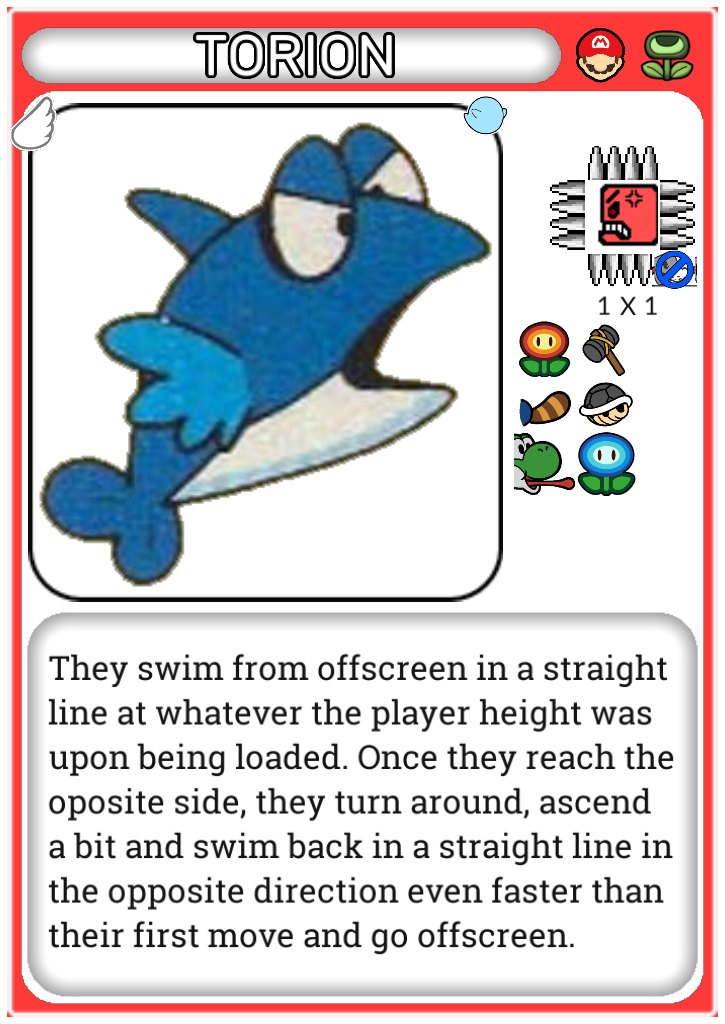 TORION
1 X 1
They swim from offscreen in a straight
line at whatever the player height was
upon being loaded. Once they reach the
oposite side, they turn around, ascend
a bit and swim back in a straight line in
the opposite direction even faster than
their first move and go offscreen.